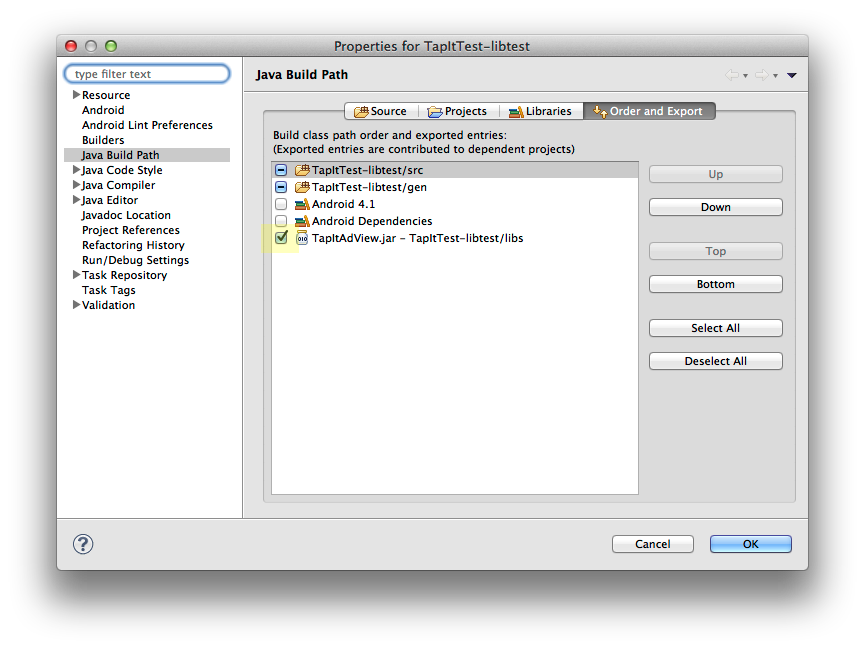 Properties for TapItTest-libtest
type filter text
Resource
Android
Android Lint Preferences
Builders
Java Build Path
Java Code Style
Java Compiler
Java Editor
Javadoc Location
Project References
Refactoring History
Run/Debug Settings
Task Repository
Task Tags
Validation
Java Build Path
Source
Projects
Libraries
Order and Export
Build class path order and exported entries:
(Exported entries are contributed to dependent projects)
TapItTest-libtest/src
TapItTest-libtest/gen
Android 4.1
Android Dependencies
010 TapItAdView.jar - TapItTest-libtest/libs
Up
Down
Top
Bottom
Select All
Deselect All
?
Cancel
OK